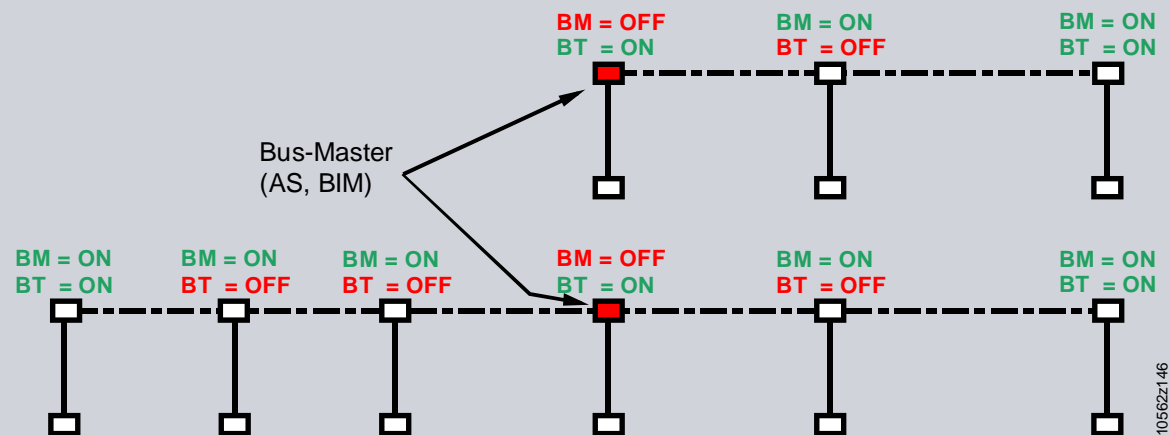 BM = OFF
BT = ON
BM = ON
BT = OFF
BM = ON
BT = ON
Bus-Master
(AS, BIM)
BM = ON
BT = ON
BM = ON
BT = OFF
BM = ON
BT = OFF
BM = OFF
BT = ON
BM = ON
BT = OFF
BM = ON
BT = ON
10562z146